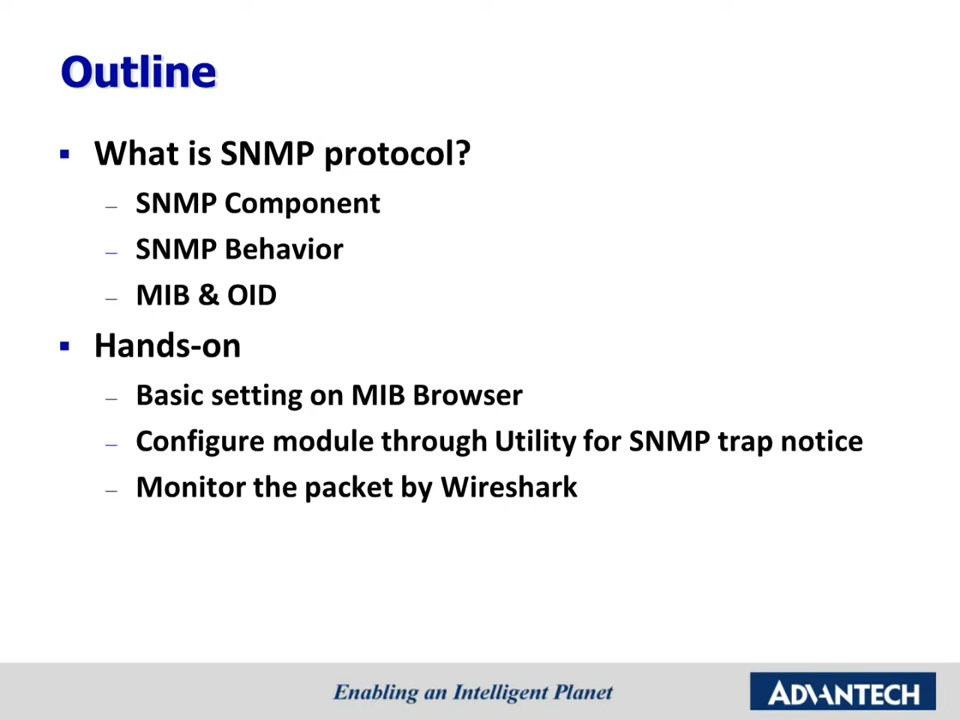 Outline
What is SNMP protocol?
– SNMP Component
– SNMP Behavior
– MIB & OID
Hands-on
– Basic setting on MIB Browser
– Configure module through Utility for SNMP trap notice
– Monitor the packet by Wireshark
Enabling an Intelligent Planet
ADVANTECH